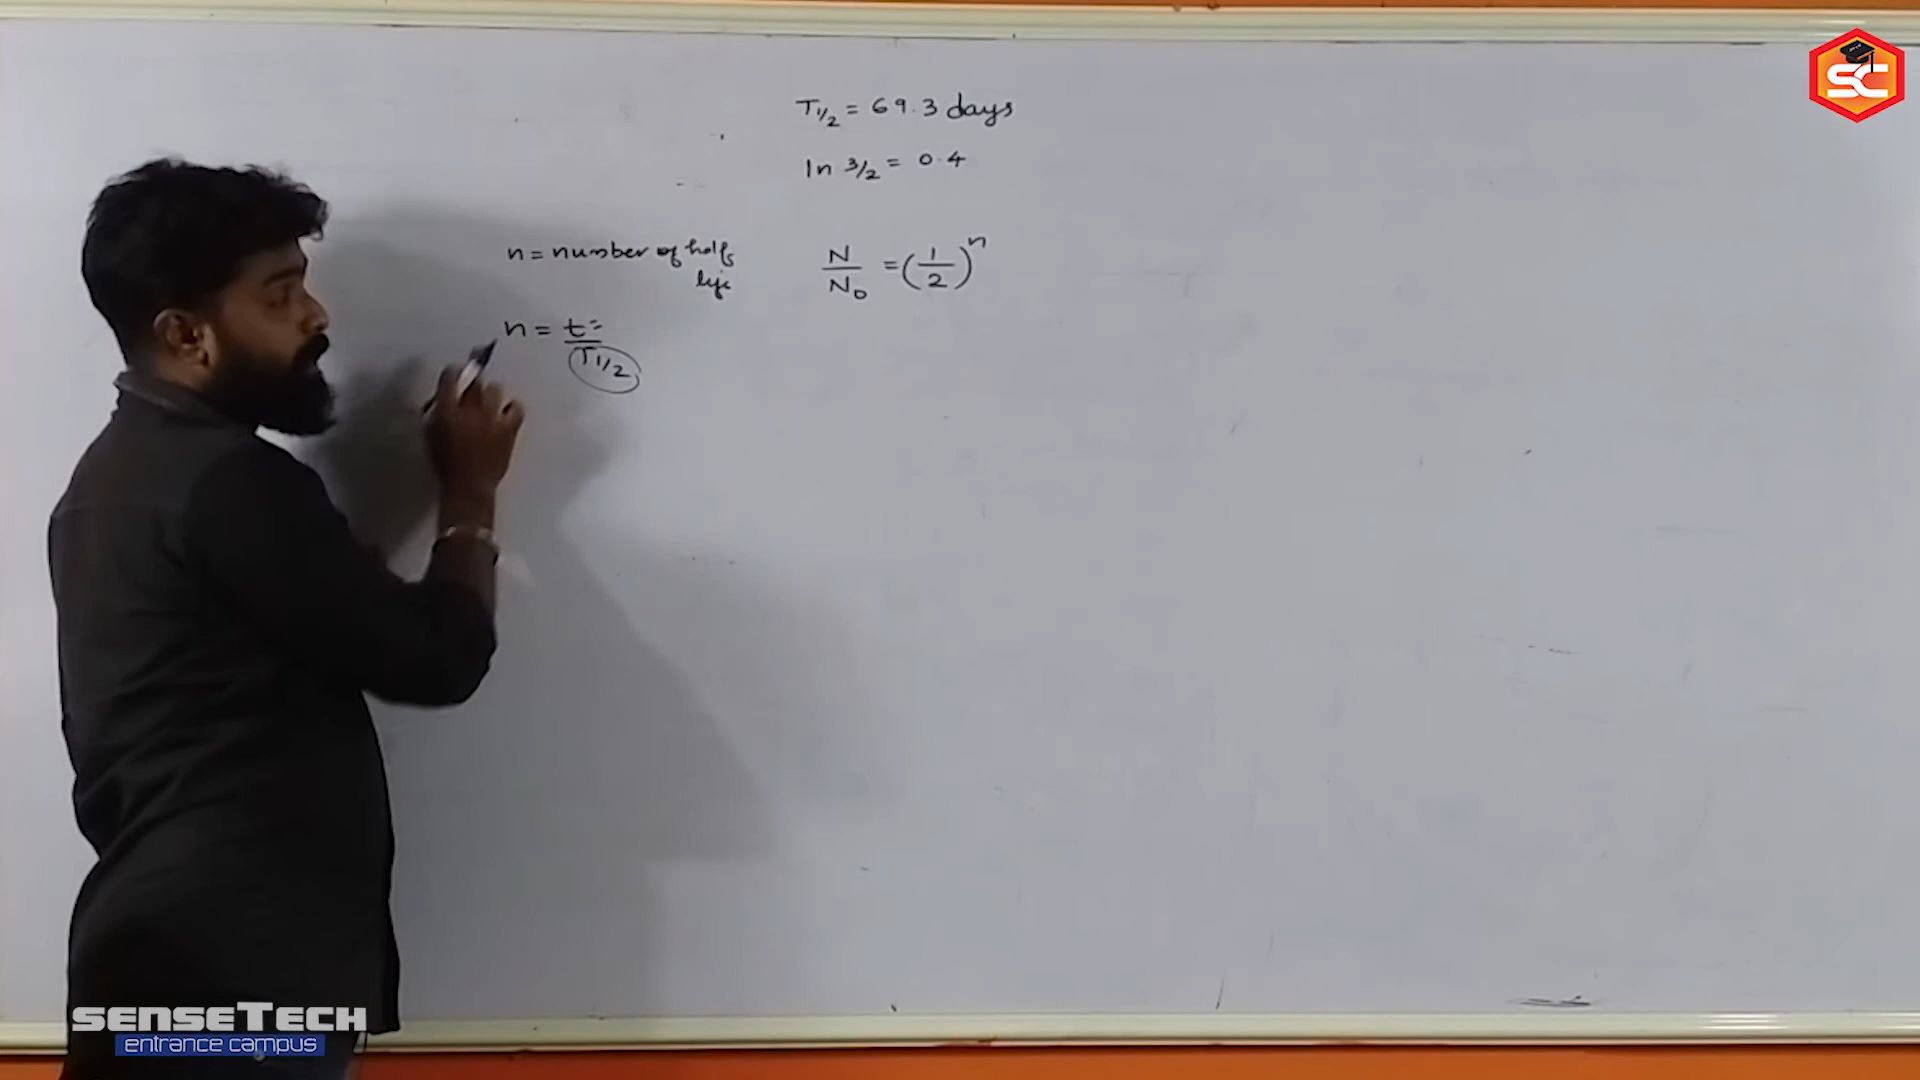 T1/2 = 69.3 days
ln 3/2 = 0.4
n = number of half life
N/N0 = (1/2)^n
n = t/T1/2
SC
SENSETECH
entrance campus